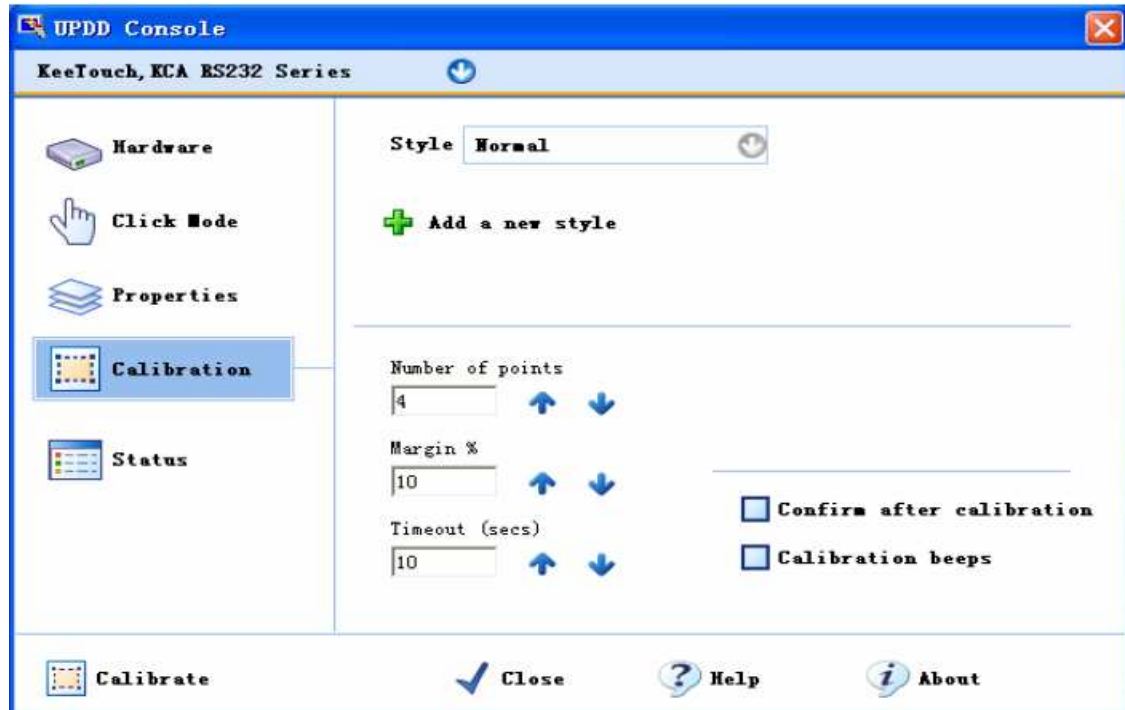 UPDD Console
KeeTouch,KCA RS232 Series
Hardware
Click Mode
Properties
Calibration
Status
Style Normal
Add a new style
Number of points
4
Margin %
10
Timeout (secs)
10
Confirm after calibration
Calibration beeps
Calibrate Close Help About